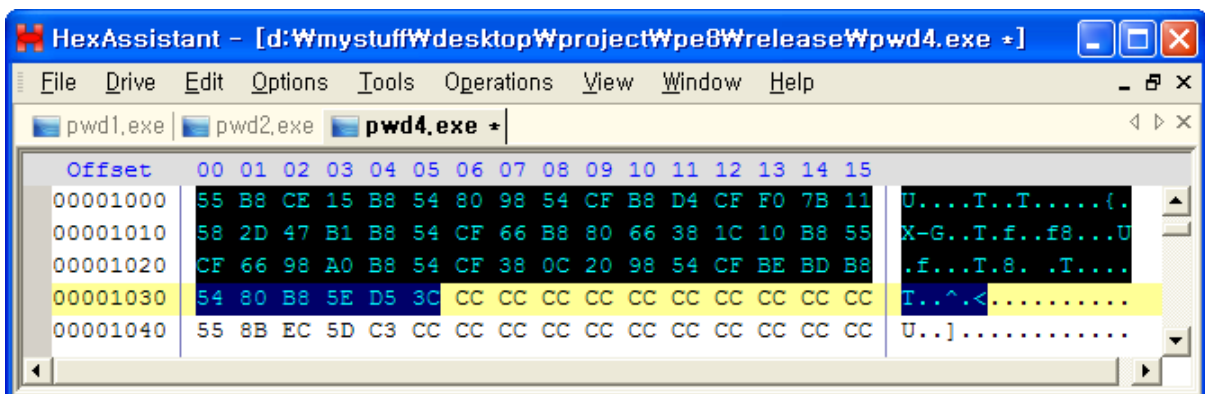 HexAssistant - [d:₩mystuff₩desktop₩project₩pe8₩release₩pwd4.exe *]
File Drive Edit Options Tools Operations View Window Help
pwd1.exe pwd2.exe pwd4.exe *
Offset 00 01 02 03 04 05 06 07 08 09 10 11 12 13 14 15
00001000 55 B8 CE 15 B8 54 80 98 54 CF B8 D4 CF F0 7B 11 U....T..T.....{.
00001010 58 2D 47 B1 B8 54 CF 66 B8 80 66 38 1C 10 B8 55 X-G..T.f..f8...U
00001020 CF 66 98 A0 B8 54 CF 38 0C 20 98 54 CF BE BD B8 .f...T.8. .T....
00001030 54 80 B8 5E D5 3C CC CC CC CC CC CC CC CC CC CC T..^.<..........
00001040 55 8B EC 5D C3 CC CC CC CC CC CC CC CC CC CC CC U..]............